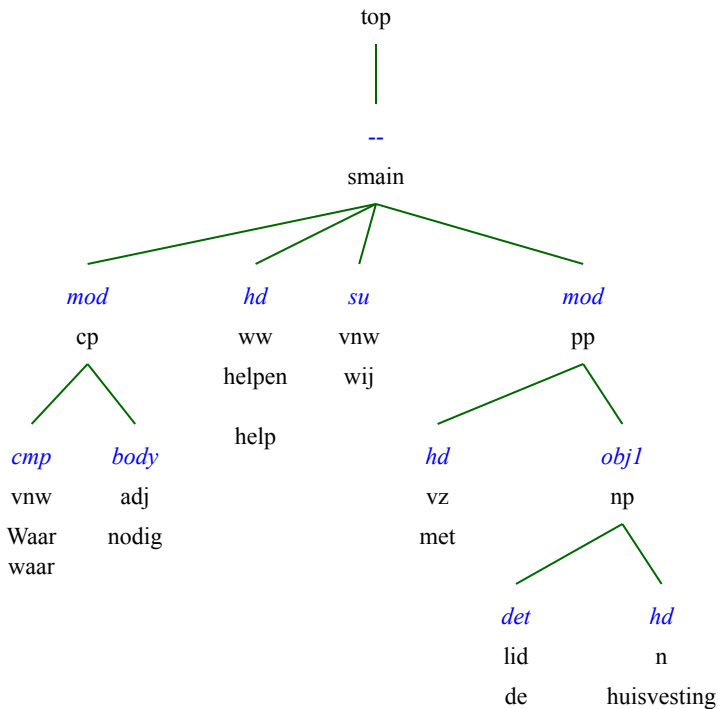 top
--
smain
mod hd su mod
cp ww vnw pp
helpen wij
help
cmp body hd obj1
vnw adj vz np
Waar nodig met
waar
det hd
lid n
de huisvesting